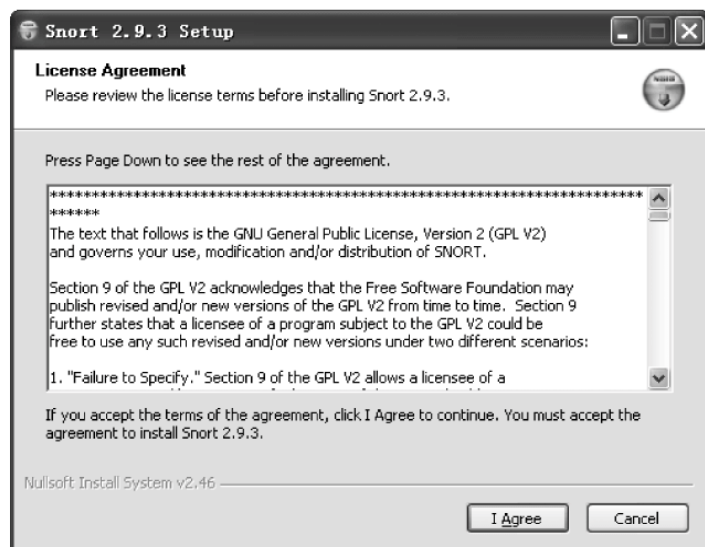 Snort 2.9.3 Setup
License Agreement
Please review the license terms before installing Snort 2.9.3.
Press Page Down to see the rest of the agreement.
***********************************************************************
******
The text that follows is the GNU General Public License, Version 2 (GPL V2)
and governs your use, modification and/or distribution of SNORT.
Section 9 of the GPL V2 acknowledges that the Free Software Foundation may
publish revised and/or new versions of the GPL V2 from time to time.  Section 9
further states that a licensee of a program subject to the GPL V2 could be
free to use any such revised and/or new versions under two different scenarios:
1. "Failure to Specify." Section 9 of the GPL V2 allows a licensee of a
If you accept the terms of the agreement, click I Agree to continue. You must accept the
agreement to install Snort 2.9.3.
Nullsoft Install System v2.46
I Agree
Cancel